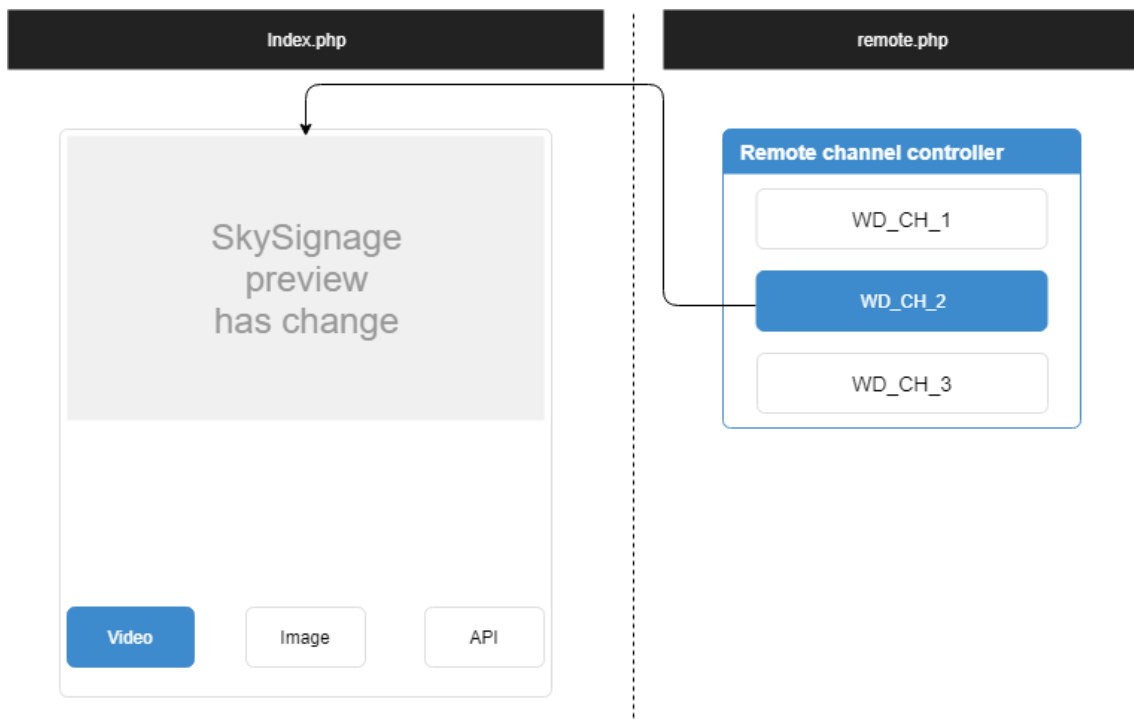 Index.php
remote.php
SkySignage
preview
has change
Remote channel controller
WD_CH_1
WD_CH_2
WD_CH_3
Video
Image
API